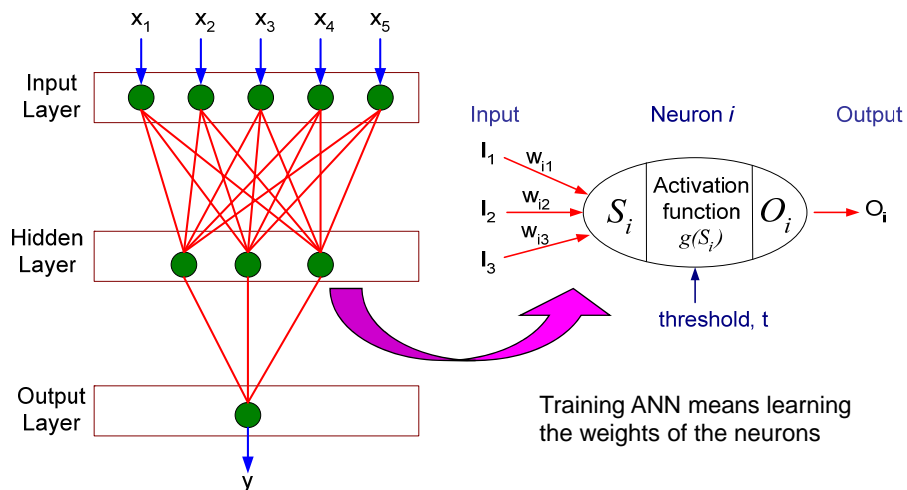 x₁ x₂ x₃ x₄ x₅
Input
Layer
Hidden
Layer
Output
Layer
y
Input Neuron i Output
I₁
I₂
I₃
wᵢ₁
wᵢ₂
wᵢ₃
Sᵢ
Activation
function
g(Sᵢ)
Oᵢ
Oᵢ
threshold, t
Training ANN means learning
the weights of the neurons